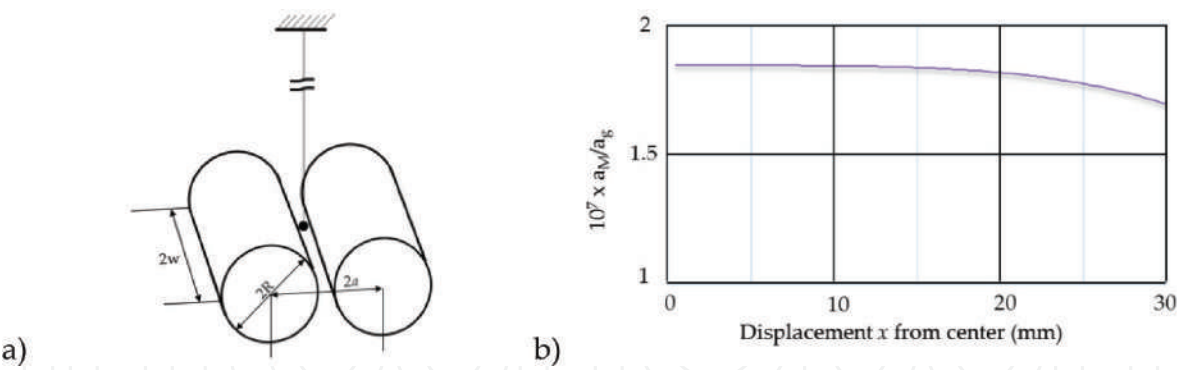 2w
2R
2a
a)
2
1.5
1
10⁷ x a_M/a_g
0 10 20 30
Displacement x from center (mm)
b)